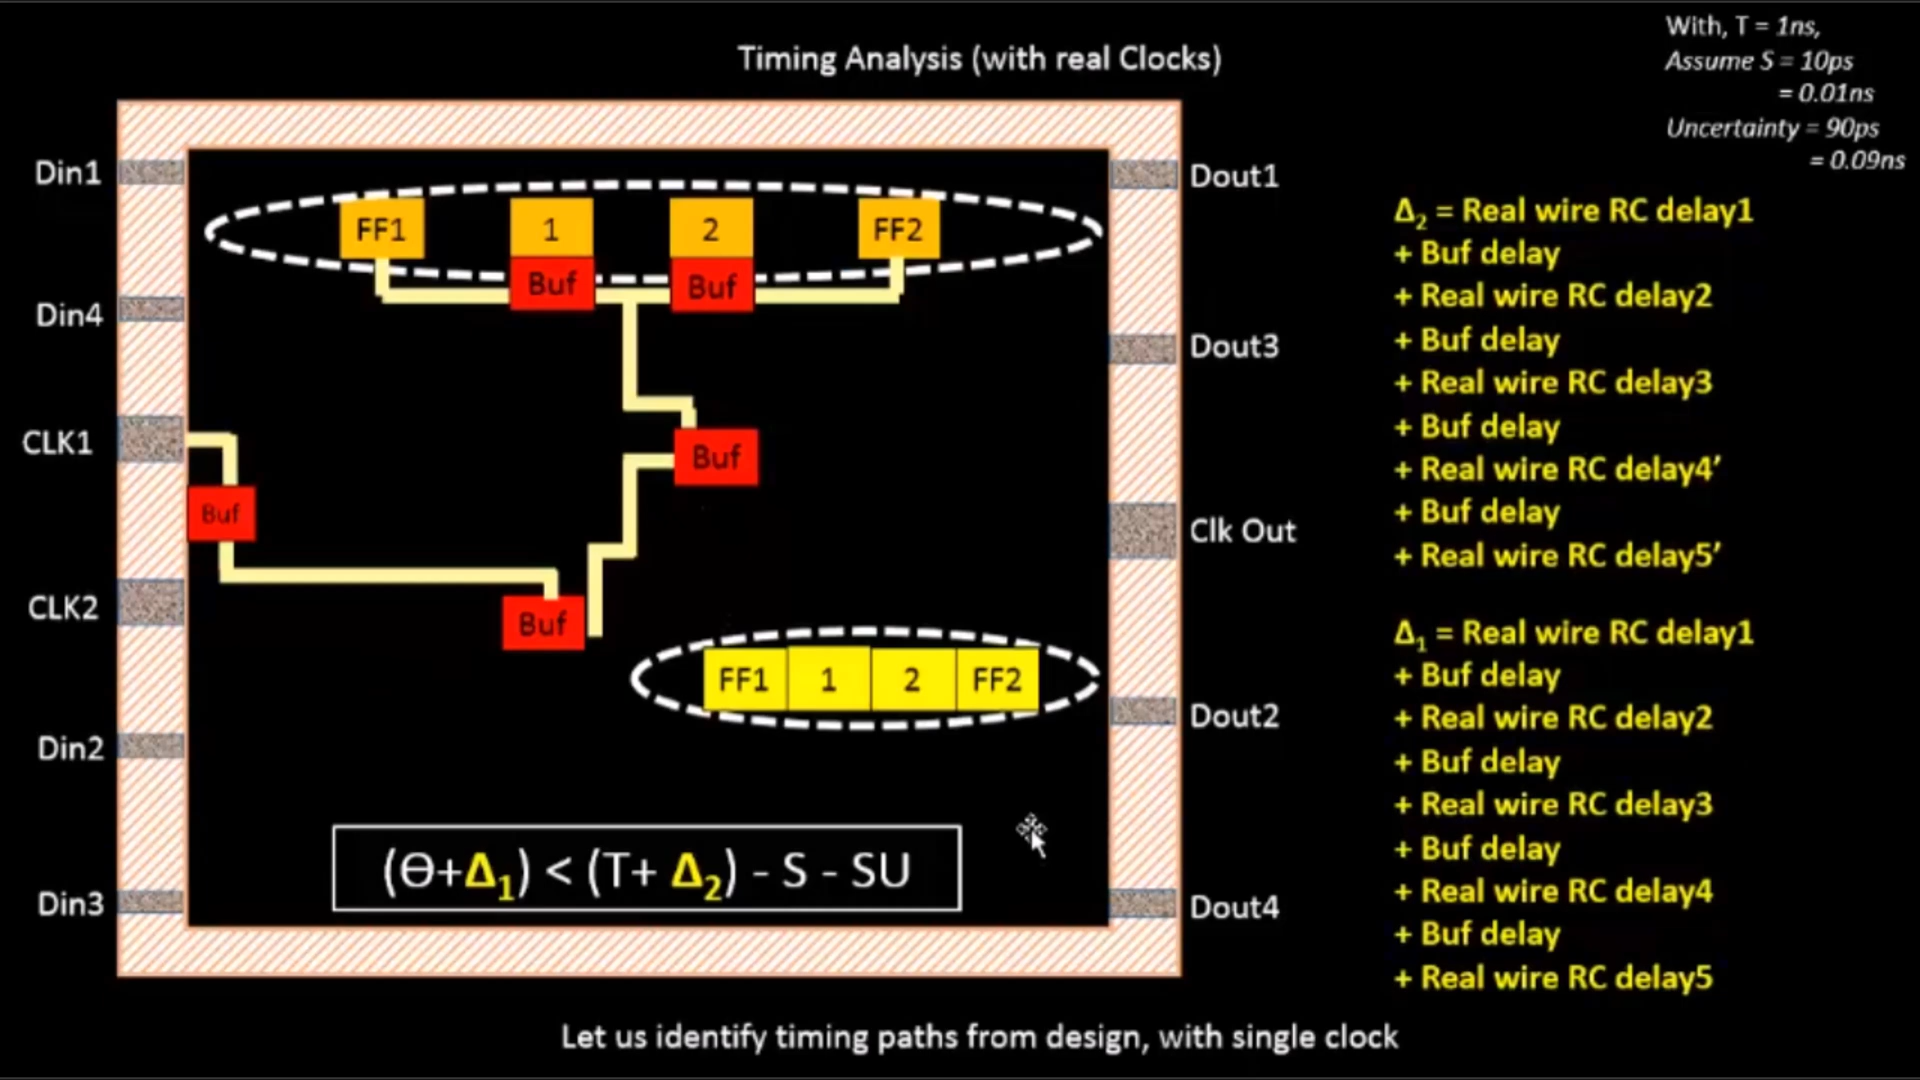 With, T = 1ns,
Timing Analysis (with real Clocks)
Assume S = 10ps
= 0.01ns
Uncertainty = 90ps
= 0.09ns
Din1
Dout1
FF1
1
2
FF2
Buf
Buf
Din4
Dout3
CLK1
Buf
Buf
Clk Out
CLK2
Buf
FF1
1
2
FF2
Dout2
Din2
(Ɵ+Δ₁) < (T+ Δ₂) - S - SU
Din3
Dout4
Δ₂ = Real wire RC delay1
+ Buf delay
+ Real wire RC delay2
+ Buf delay
+ Real wire RC delay3
+ Buf delay
+ Real wire RC delay4’
+ Buf delay
+ Real wire RC delay5’
Δ₁ = Real wire RC delay1
+ Buf delay
+ Real wire RC delay2
+ Buf delay
+ Real wire RC delay3
+ Buf delay
+ Real wire RC delay4
+ Buf delay
+ Real wire RC delay5
Let us identify timing paths from design, with single clock